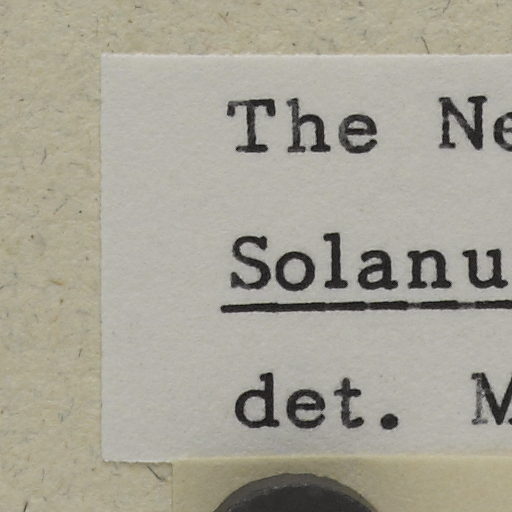 The Ne
Solanu
det. M